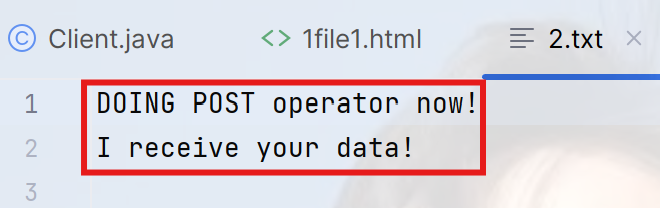 Client.java 1file1.html 2.txt
1 DOING POST operator now!
2 I receive your data!
3